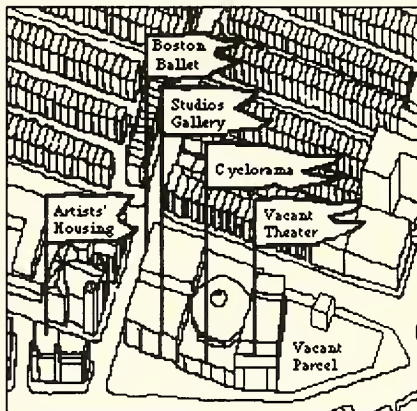 Boston
Ballet
Studios
Gallery
Cyclorama
Artists'
Housing
Vacant
Theater
Vacant
Parcel